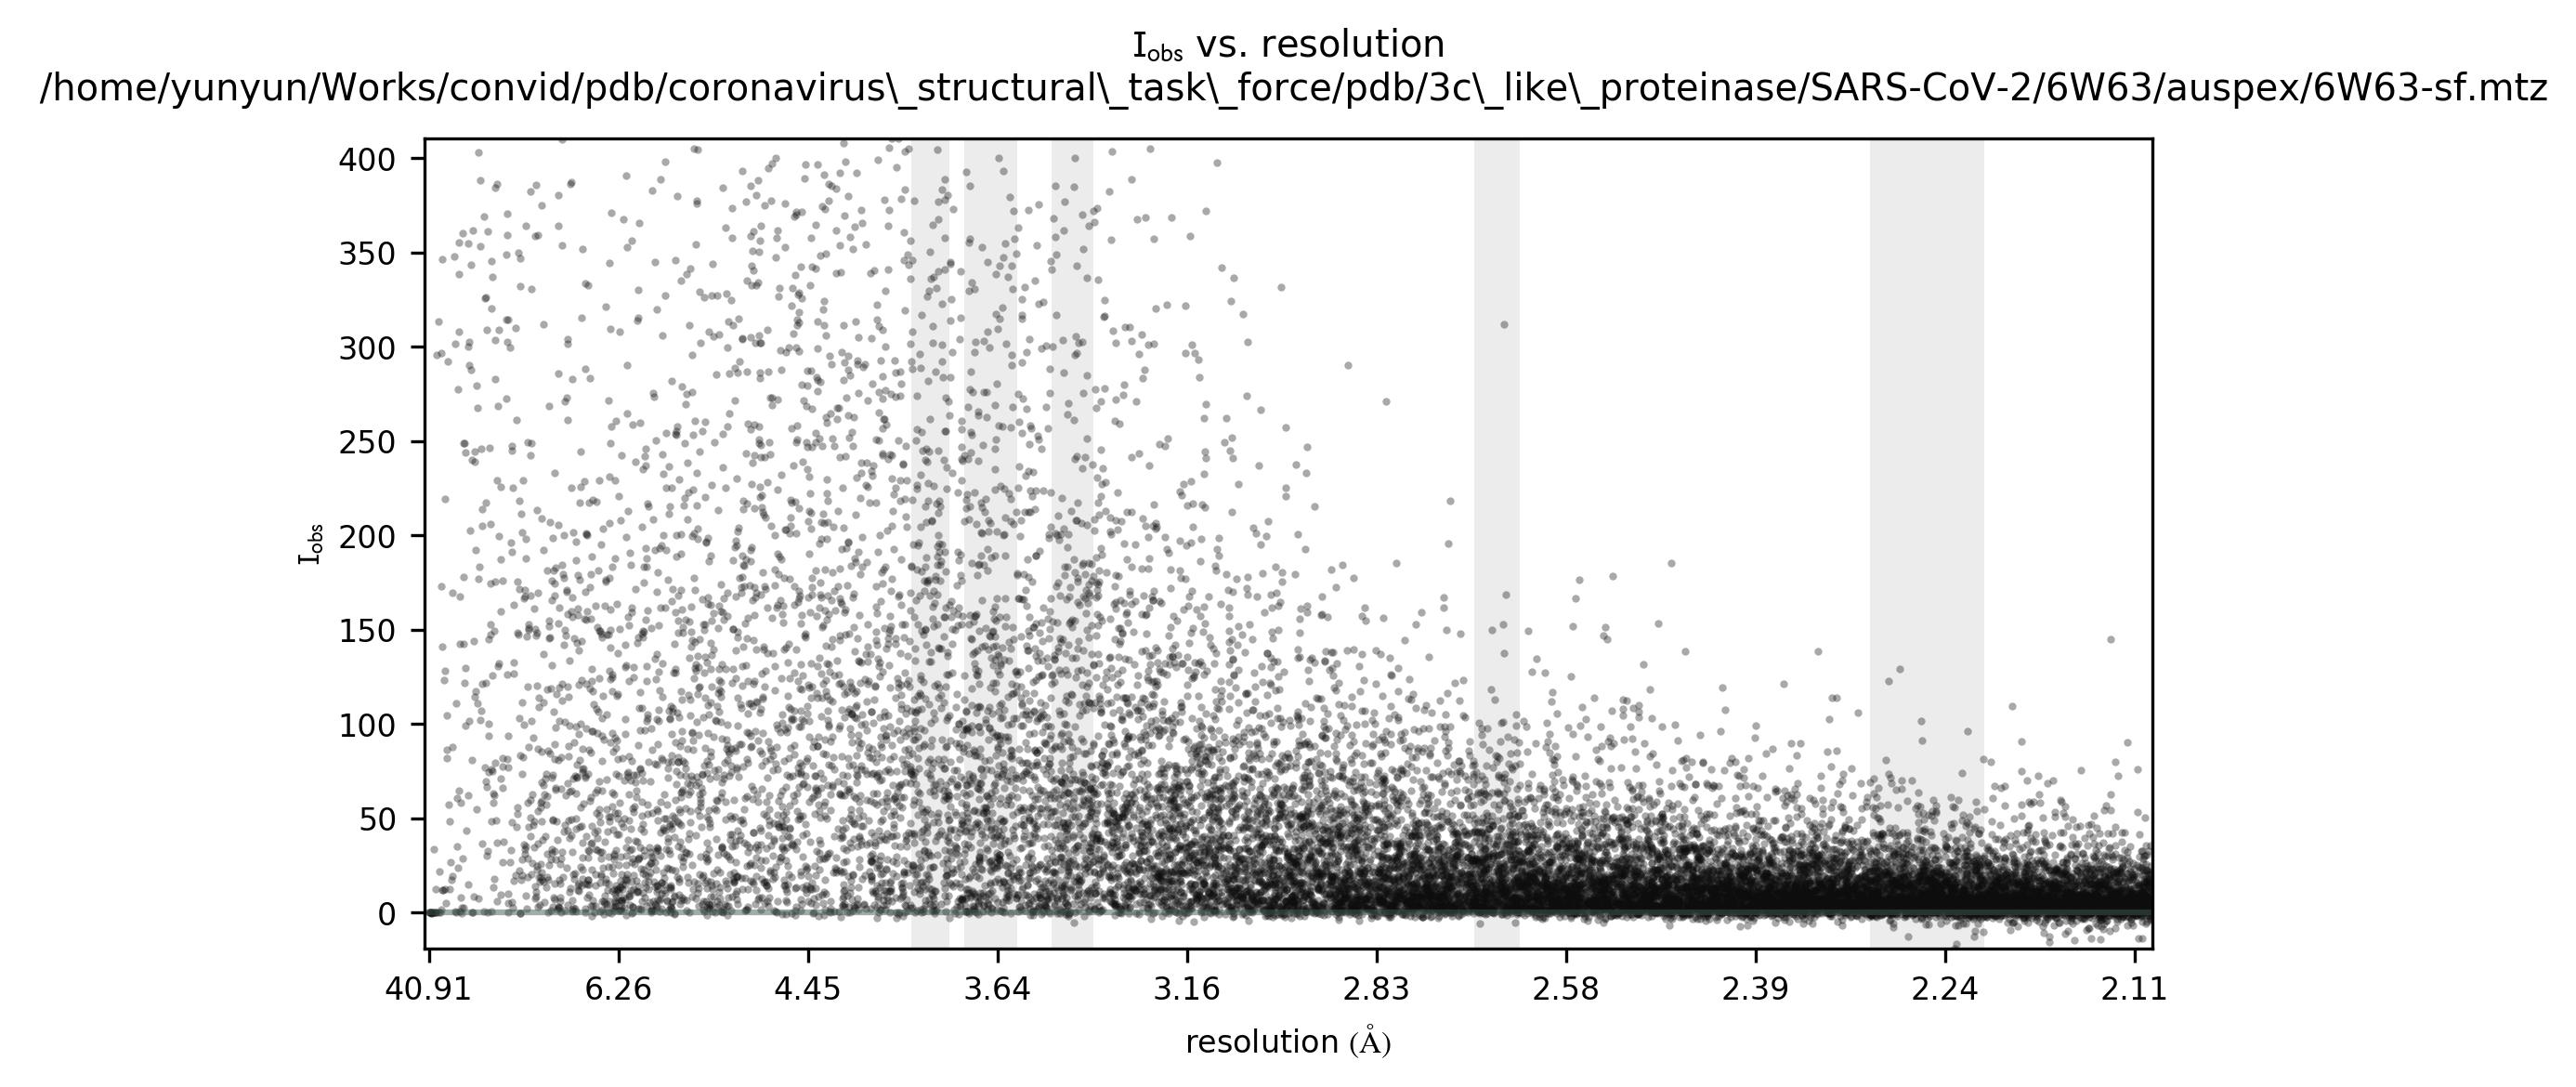 I_obs vs. resolution
/home/yunyun/Works/convid/pdb/coronavirus\_structural\_task\_force/pdb/3c\_like\_proteinase/SARS-CoV-2/6W63/auspex/6W63-sf.mtz
400
350
300
250
200
150
100
50
0
I_obs
40.91 6.26 4.45 3.64 3.16 2.83 2.58 2.39 2.24 2.11
resolution (Å)